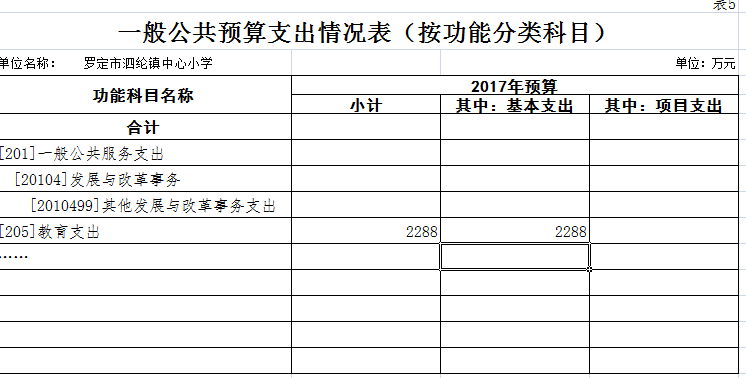 表5
一般公共预算支出情况表（按功能分类科目）
单位名称： 罗定市泗纶镇中心小学 单位：万元
功能科目名称 2017年预算
小计 其中：基本支出 其中：项目支出
合计
[201]一般公共服务支出
[20104]发展与改革事务
[2010499]其他发展与改革事务支出
[205]教育支出 2288 2288
……